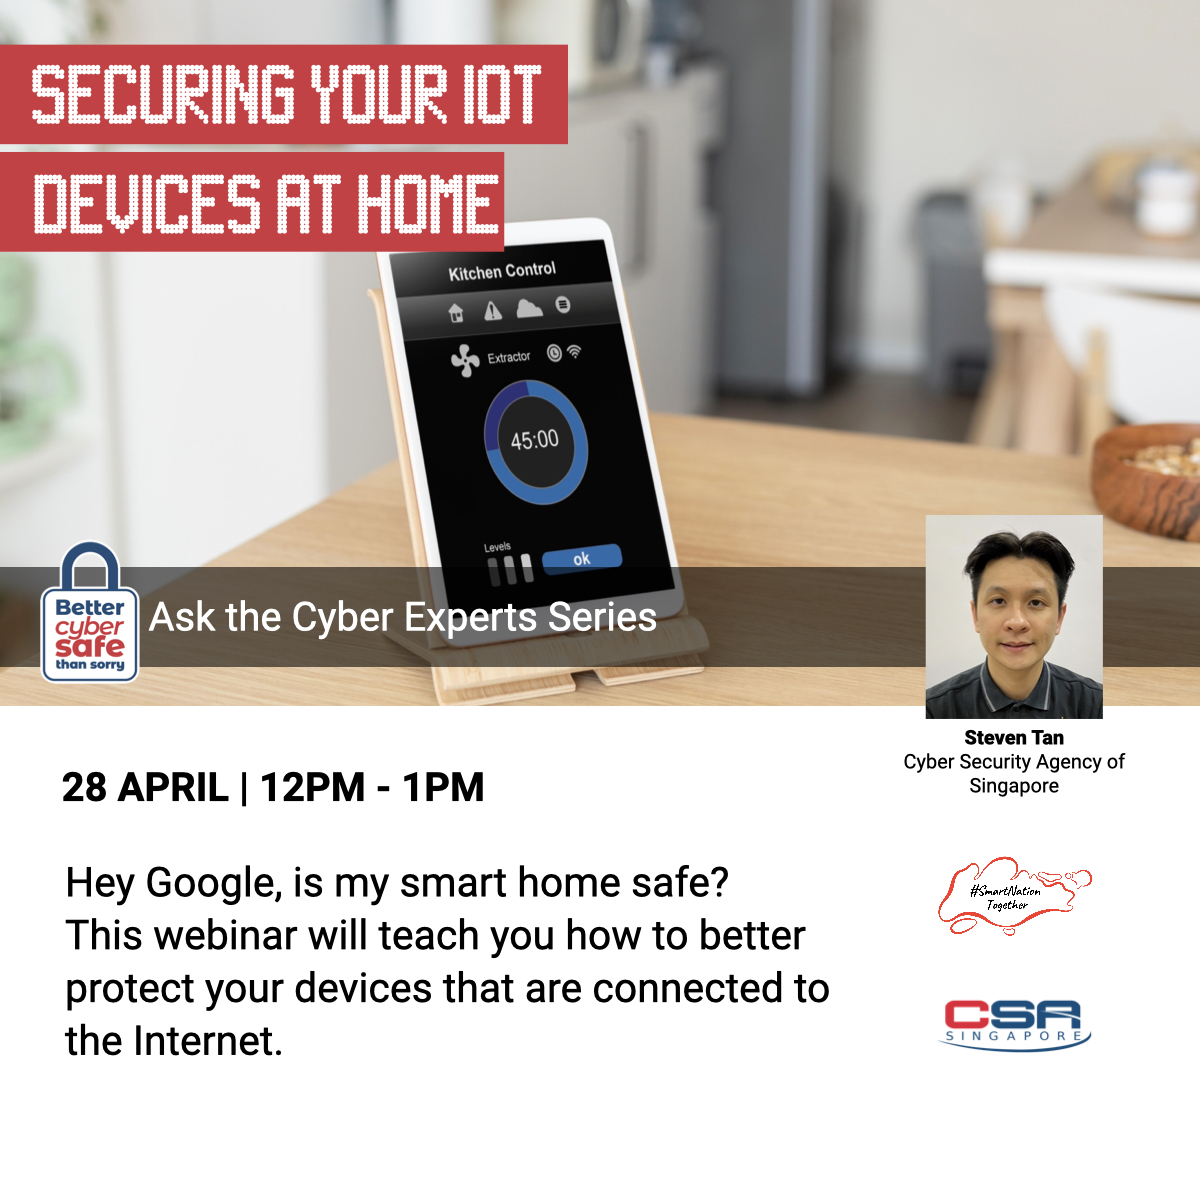 SECURING YOUR IOT
DEVICES AT HOME
Kitchen Control
Extractor
45:00
Levels
ok
Better
cyber
safe
than sorry
Ask the Cyber Experts Series
Steven Tan
Cyber Security Agency of
Singapore
28 APRIL | 12PM - 1PM
Hey Google, is my smart home safe?
This webinar will teach you how to better
protect your devices that are connected to
the Internet.
#SmartNation
Together
CSA
SINGAPORE